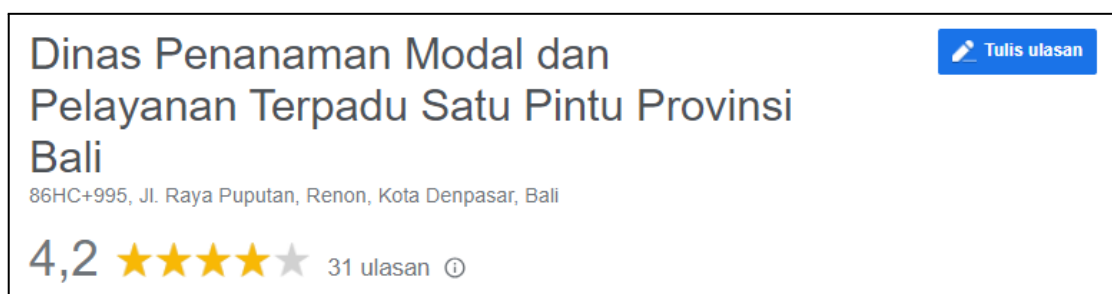 Dinas Penanaman Modal dan
Pelayanan Terpadu Satu Pintu Provinsi
Bali
Tulis ulasan
86HC+995, Jl. Raya Puputan, Renon, Kota Denpasar, Bali
4,2
31 ulasan